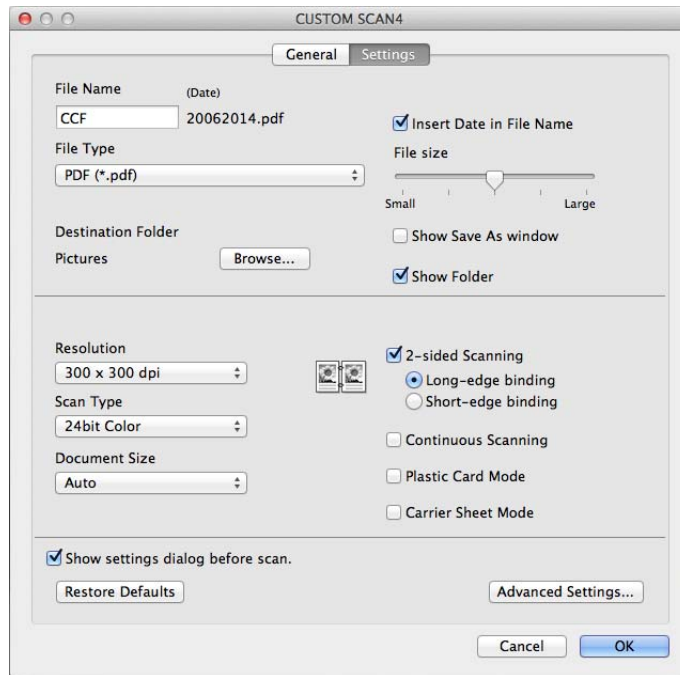 CUSTOM SCAN4
General Settings
File Name (Date)
CCF 20062014.pdf
Insert Date in File Name
File Type
File size
PDF (*.pdf)
Small Large
Destination Folder
Show Save As window
Pictures Browse...
Show Folder
Resolution
2-sided Scanning
300 x 300 dpi
Long-edge binding
Scan Type
Short-edge binding
24bit Color
Continuous Scanning
Document Size
Auto
Plastic Card Mode
Carrier Sheet Mode
Show settings dialog before scan.
Restore Defaults Advanced Settings...
Cancel OK